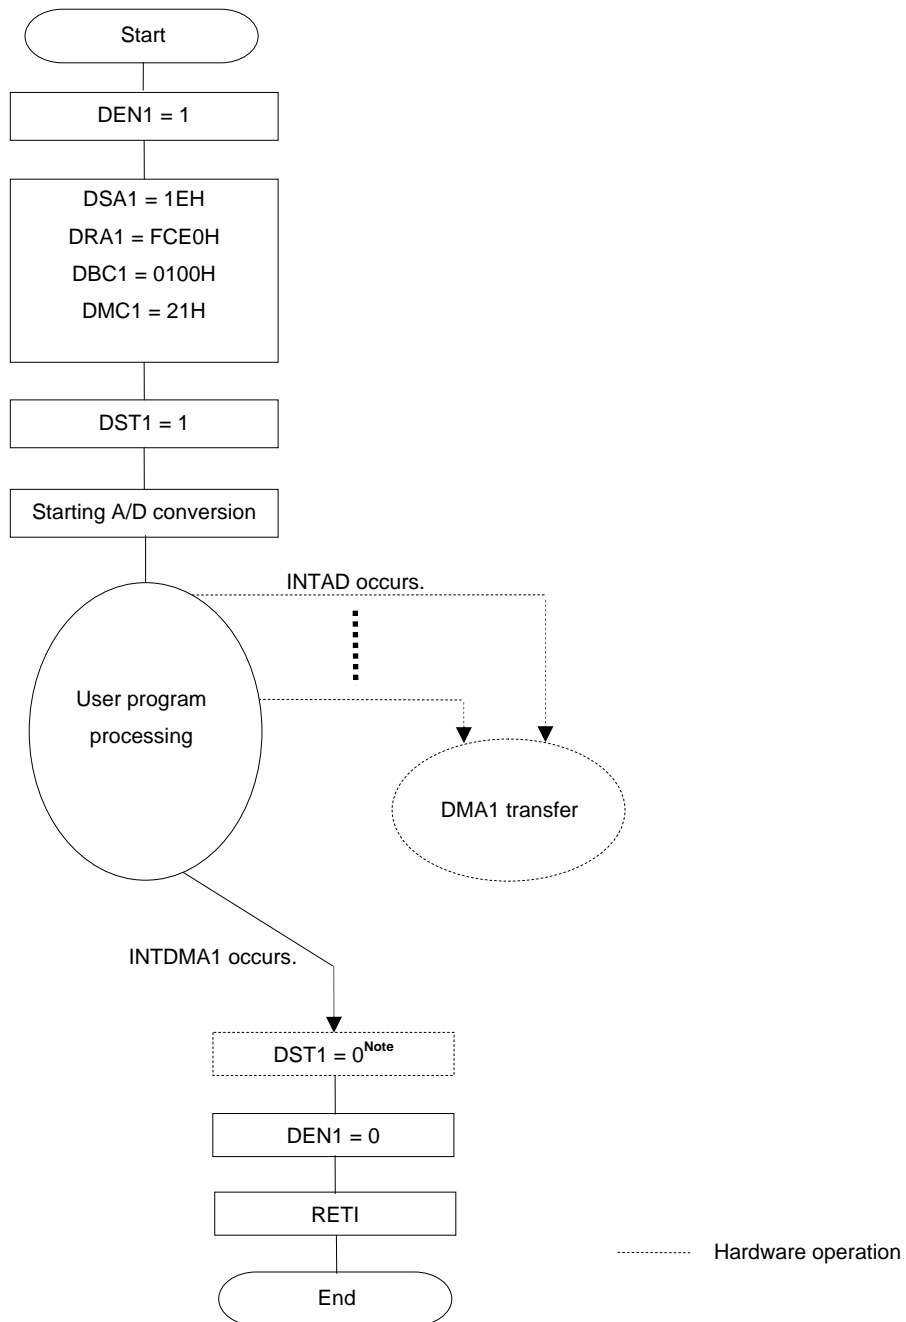 Start
DEN1 = 1
DSA1 = 1EH
DRA1 = FCE0H
DBC1 = 0100H
DMC1 = 21H
DST1 = 1
Starting A/D conversion
INTAD occurs.
User program
processing
DMA1 transfer
INTDMA1 occurs.
DST1 = 0Note
DEN1 = 0
RETI
Hardware operation
End